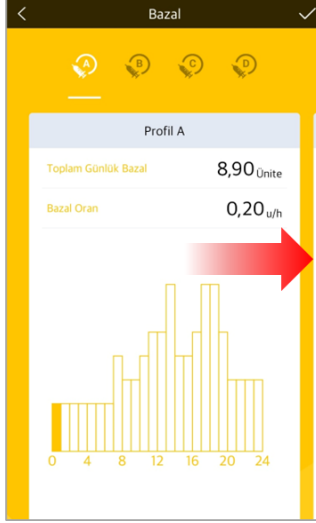 Bazal
A B C D
Profil A
Toplam Günlük Bazal 8,90 Ünite
Bazal Oran 0,20 u/h
0 4 8 12 16 20 24